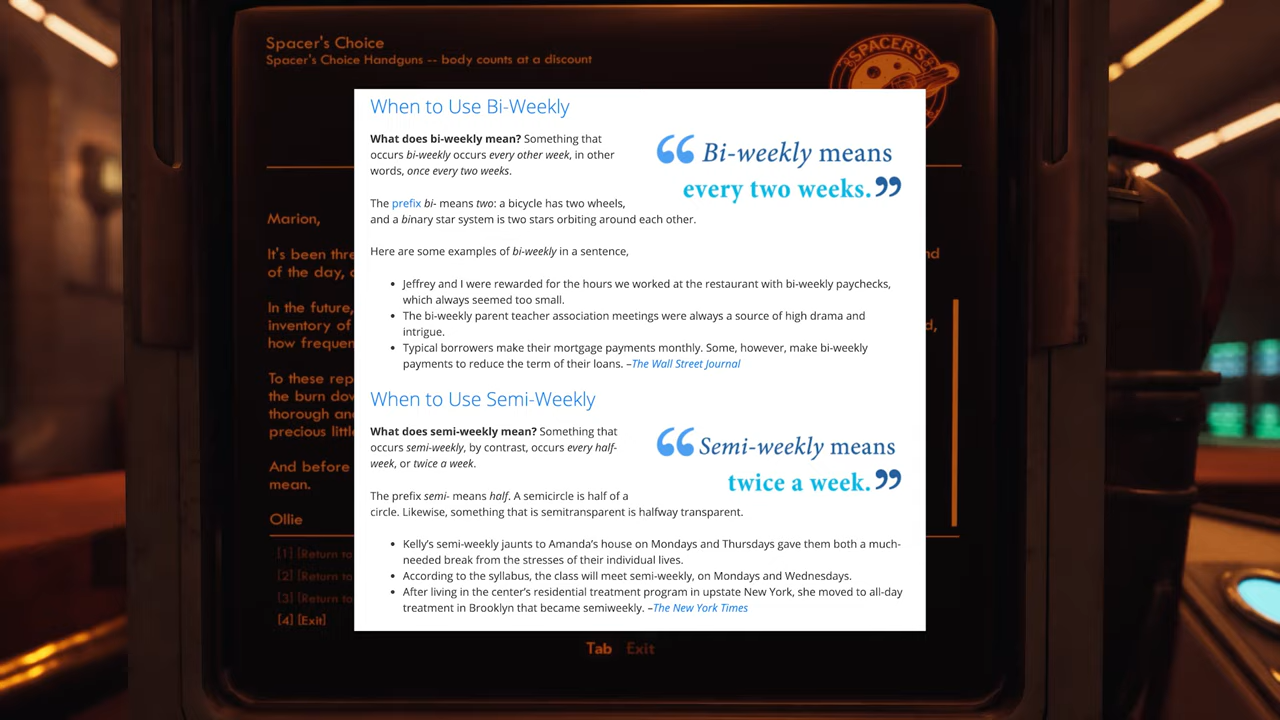 Spacer's Choice
Spacer's Choice Handguns -- body counts at a discount
SPACER'S
Marion,
It's been
of the day,
In the future,
inventory of
how frequen
To these rep
the burn dov
thorough and
precious little
And before
mean.
Ollie
[1] [Return to
[2] [Return to
[3] [Return to
[4] [Exit]
Tab Exit
When to Use Bi-Weekly
What does bi-weekly mean? Something that
occurs bi-weekly occurs every other week, in other
words, once every two weeks.
“Bi-weekly means
every two weeks.”
The prefix bi- means two: a bicycle has two wheels,
and a binary star system is two stars orbiting around each other.
Here are some examples of bi-weekly in a sentence,
• Jeffrey and I were rewarded for the hours we worked at the restaurant with bi-weekly paychecks,
which always seemed too small.
• The bi-weekly parent teacher association meetings were always a source of high drama and
intrigue.
• Typical borrowers make their mortgage payments monthly. Some, however, make bi-weekly
payments to reduce the term of their loans. –The Wall Street Journal
When to Use Semi-Weekly
What does semi-weekly mean? Something that
occurs semi-weekly, by contrast, occurs every half-
week, or twice a week.
“Semi-weekly means
twice a week.”
The prefix semi- means half. A semicircle is half of a
circle. Likewise, something that is semitransparent is halfway transparent.
• Kelly’s semi-weekly jaunts to Amanda’s house on Mondays and Thursdays gave them both a much-
needed break from the stresses of their individual lives.
• According to the syllabus, the class will meet semi-weekly, on Mondays and Wednesdays.
• After living in the center’s residential treatment program in upstate New York, she moved to all-day
treatment in Brooklyn that became semiweekly. –The New York Times